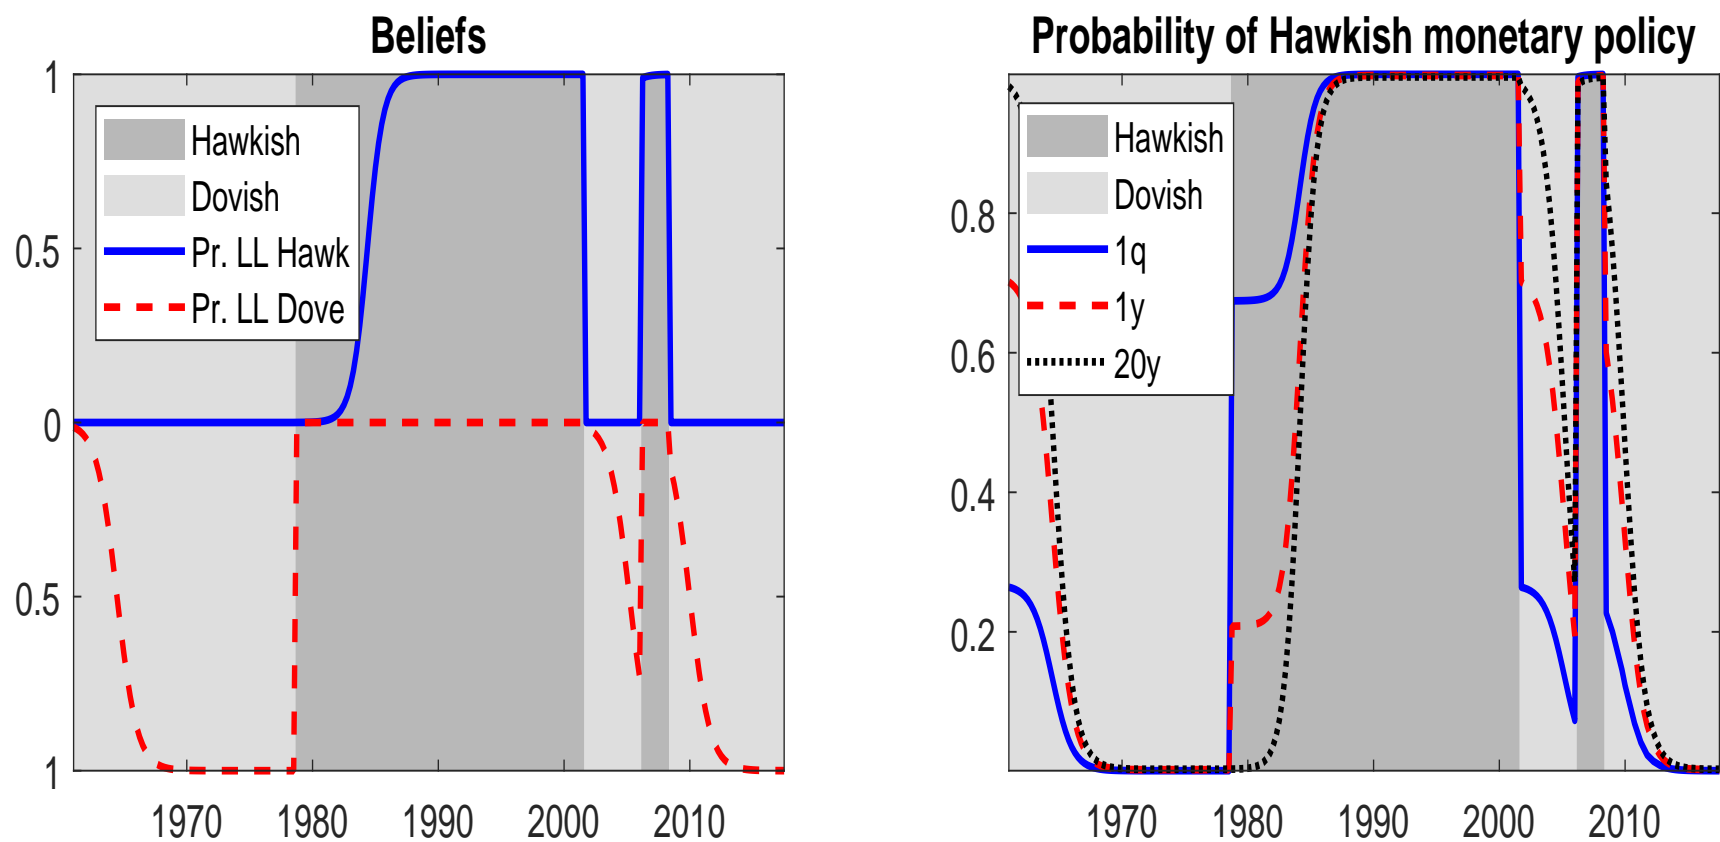 Beliefs
1
0.5
0
0.5
1
1970
1980
1990
2000
2010
Hawkish
Dovish
Pr. LL Hawk
Pr. LL Dove
Probability of Hawkish monetary policy
0.8
0.6
0.4
0.2
1970
1980
1990
2000
2010
Hawkish
Dovish
1q
1y
20y